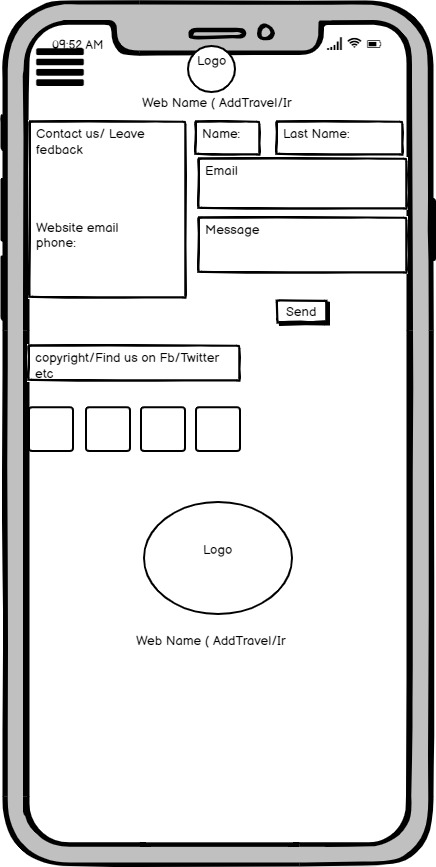 09:52 AM
Logo
Web Name ( AddTravel/Ir
Contact us/ Leave
fedback
Website email
phone:
Name:
Last Name:
Email
Message
Send
copyright/Find us on Fb/Twitter
etc
Logo
Web Name ( AddTravel/Ir